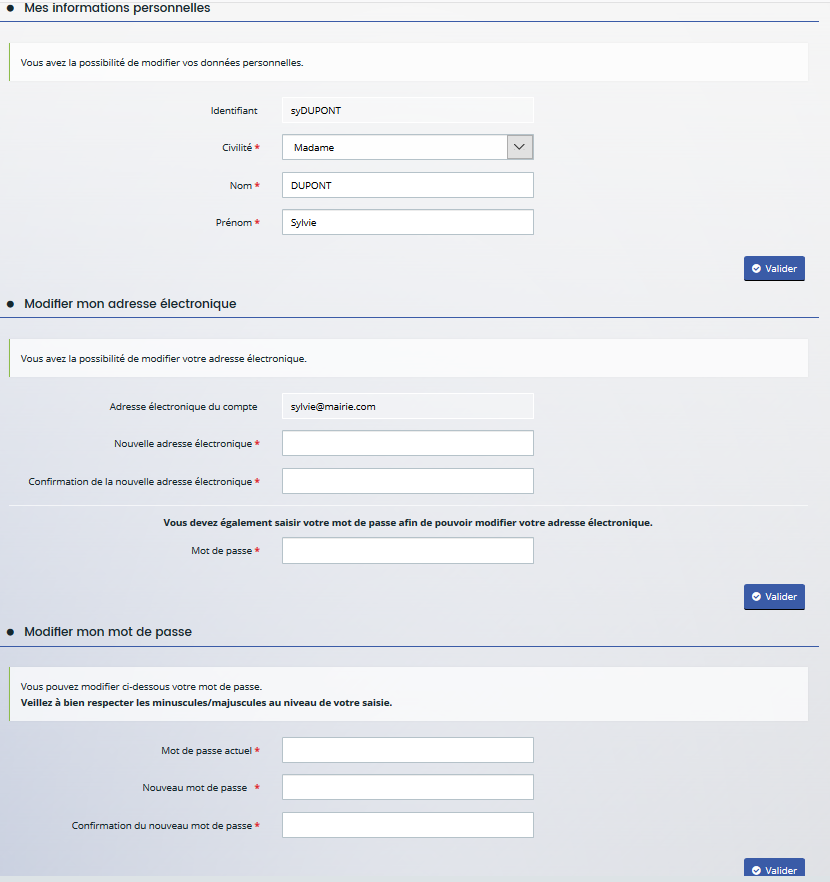 Mes informations personnelles
Vous avez la possibilité de modifier vos données personnelles.
Identifiant syDUPONT
Civilité * Madame
Nom * DUPONT
Prénom * Sylvie
Valider
Modifier mon adresse électronique
Vous avez la possibilité de modifier votre adresse électronique.
Adresse électronique du compte sylvie@mairie.com
Nouvelle adresse électronique *
Confirmation de la nouvelle adresse électronique *
Vous devez également saisir votre mot de passe afin de pouvoir modifier votre adresse électronique.
Mot de passe *
Valider
Modifier mon mot de passe
Vous pouvez modifier ci-dessous votre mot de passe.
Veillez à bien respecter les minuscules/majuscules au niveau de votre saisie.
Mot de passe actuel *
Nouveau mot de passe *
Confirmation du nouveau mot de passe *
Valider